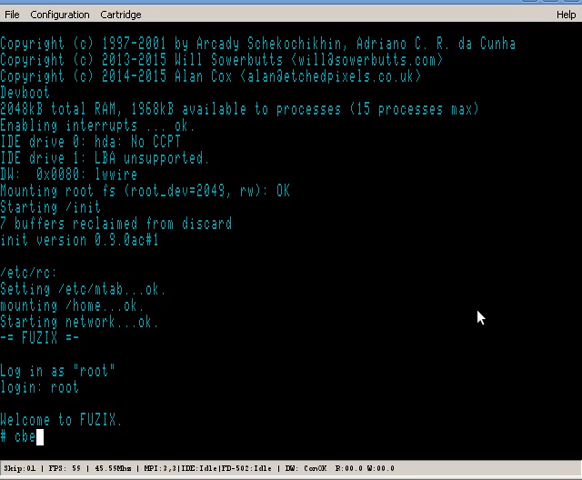 File Configuration Cartridge Help
Copyright (c) 1997-2001 by Arcady Schekochikhin, Adriano C. R. da Cunha
Copyright (c) 2013-2015 Will Sowerbutts <will@sowerbutts.com>
Copyright (c) 2014-2015 Alan Cox <alan@etchedpixels.co.uk>
Devboot
2048kB total RAM, 1968kB available to processes (15 processes max)
Enabling interrupts ... ok.
IDE drive 0: hda: No CCPT
IDE drive 1: LBA unsupported.
DW: 0x0080: lwwire
Mounting root fs (root_dev=2049, rw): OK
Starting /init
7 buffers reclaimed from discard
init version 0.9.0ac#1
/etc/rc:
Setting /etc/mtab...ok.
mounting /home...ok.
Starting network...ok.
-= FUZIX =-
Log in as "root"
login: root
Welcome to FUZIX.
# cbe
Skip:01 | FPS: 59 | 45.59Mhz | MPI:3,3|IDE:Idle|FD-502:Idle | DW: ConOK R:00.0 W:00.0